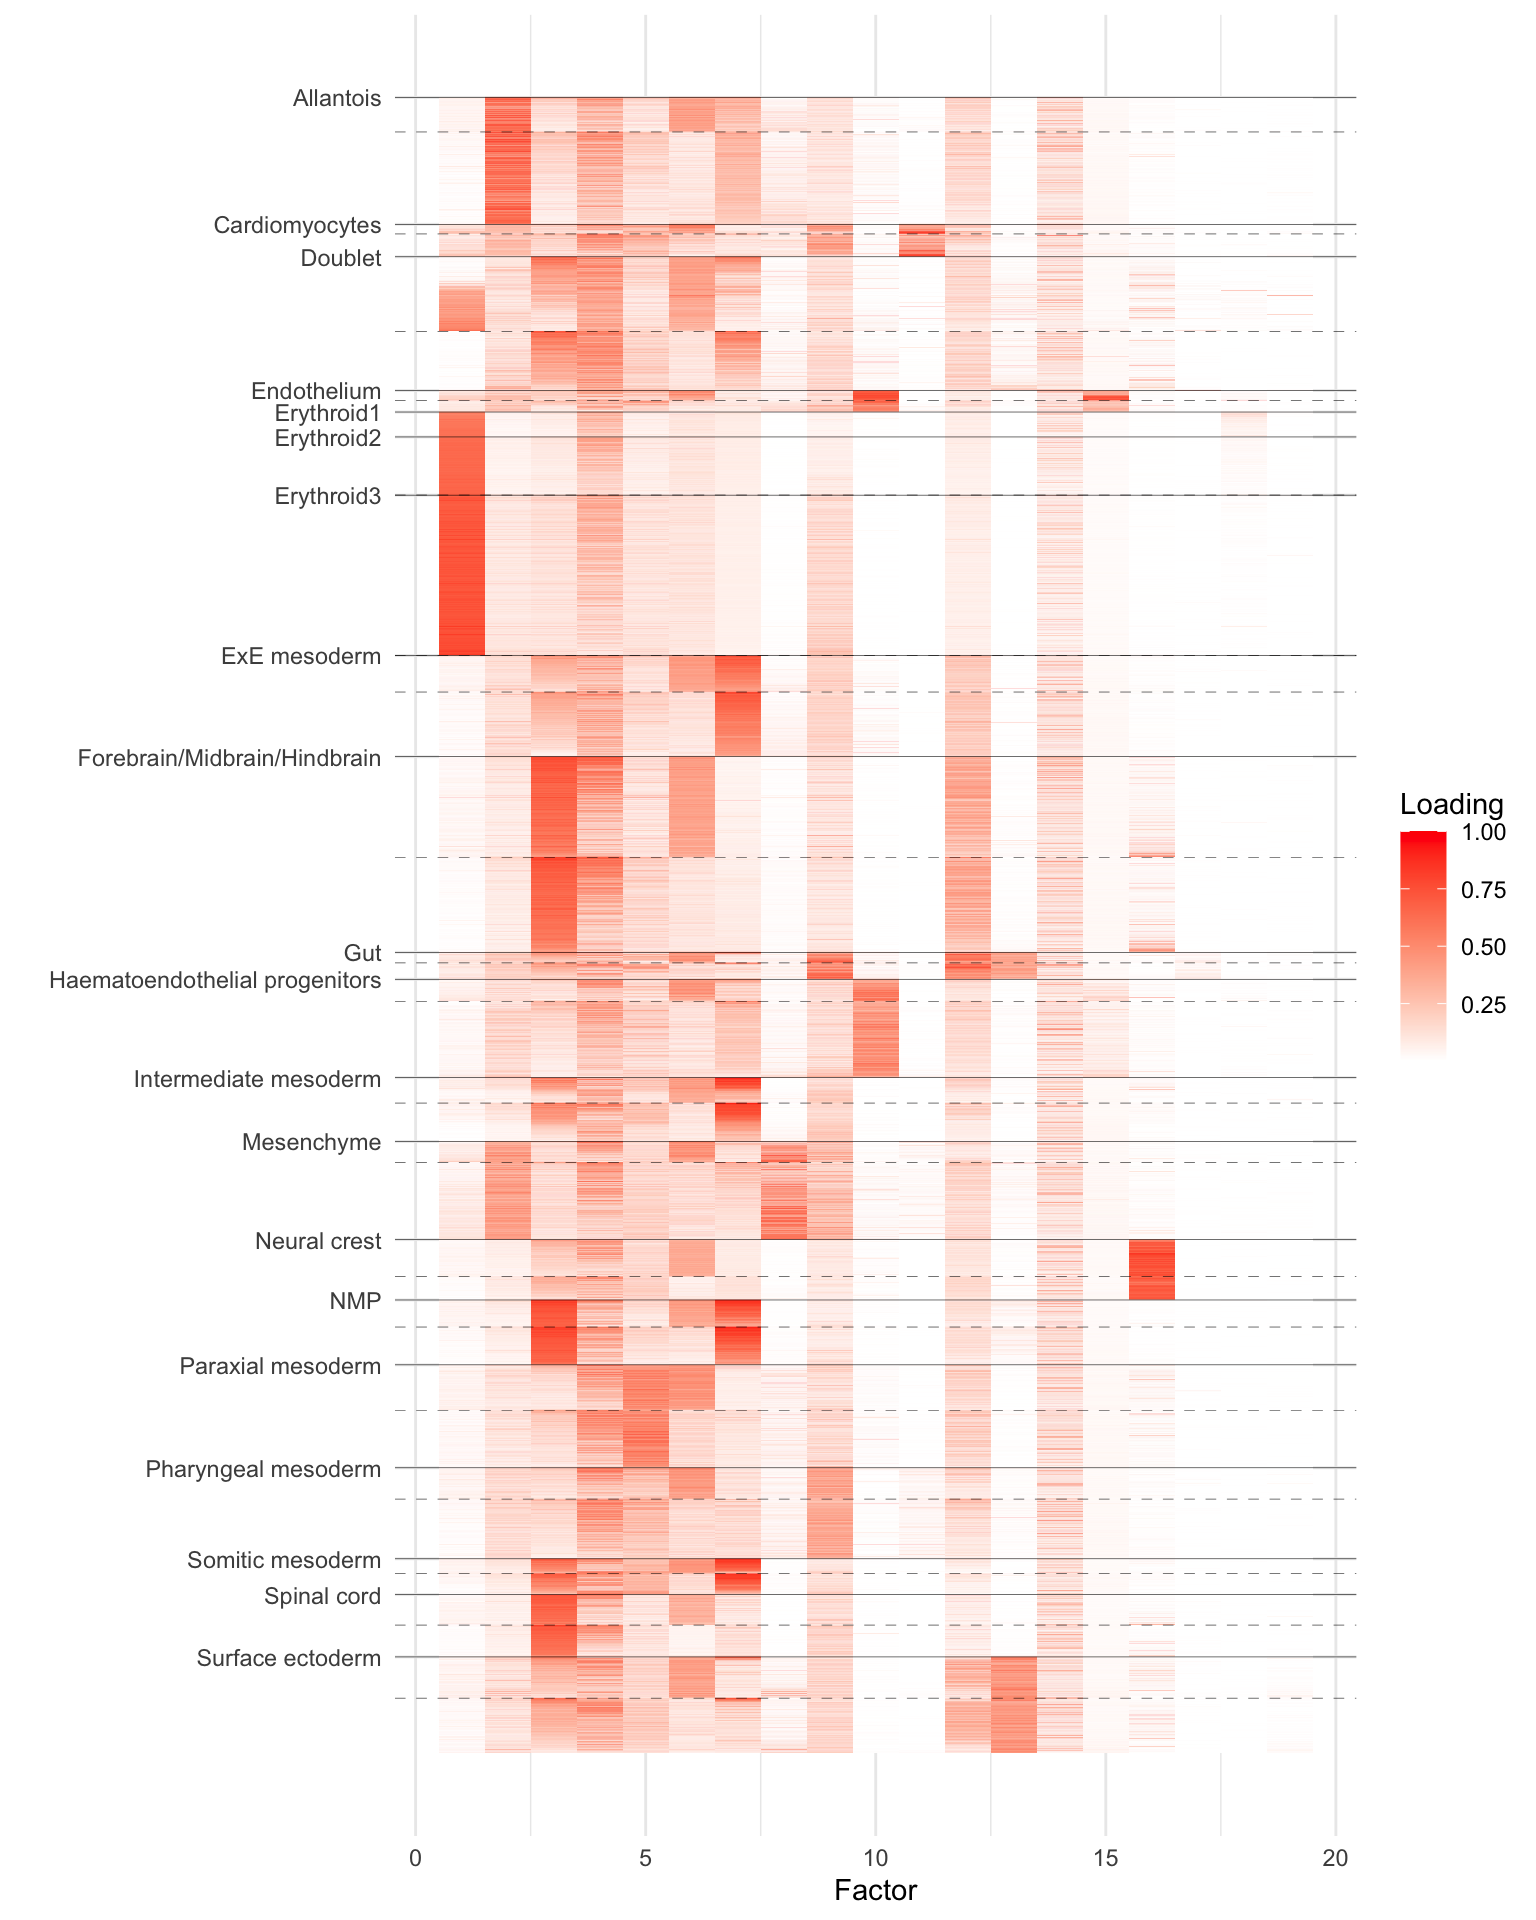 Allantois
Cardiomyocytes
Doublet
Endothelium
Erythroid1
Erythroid2
Erythroid3
ExE mesoderm
Forebrain/Midbrain/Hindbrain
Gut
Haematoendothelial progenitors
Intermediate mesoderm
Mesenchyme
Neural crest
NMP
Paraxial mesoderm
Pharyngeal mesoderm
Somitic mesoderm
Spinal cord
Surface ectoderm
0 5 10 15 20
Factor
Loading
1.00
0.75
0.50
0.25